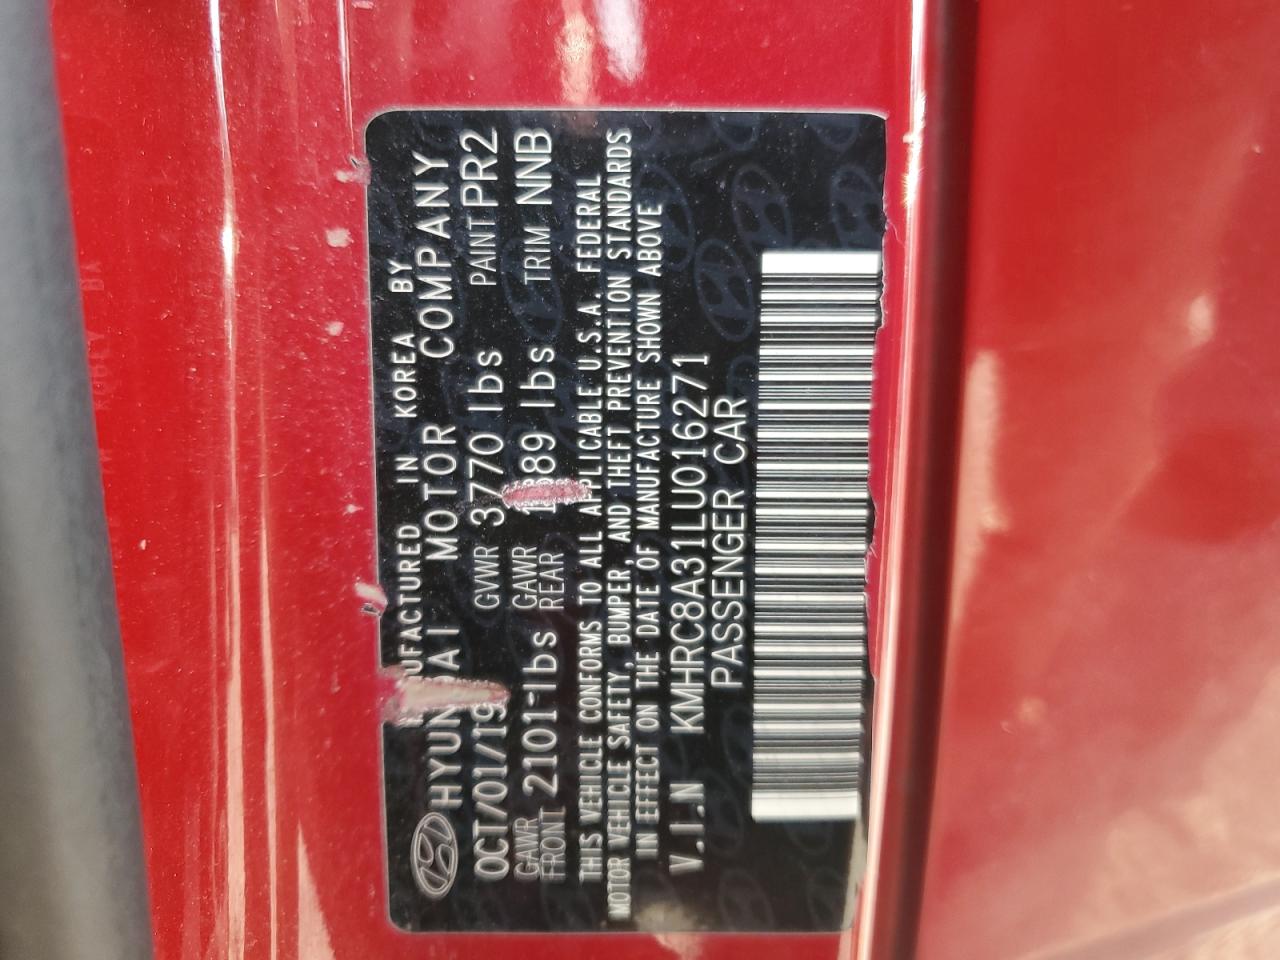 MANUFACTURED IN KOREA BY
HYUNDAI MOTOR COMPANY
OCT/01/19 GVWR 3770 lbs PAINT PR2
GAWR FRONT 2101 lbs GAWR REAR 1889 lbs TRIM NNB
THIS VEHICLE CONFORMS TO ALL APPLICABLE U.S.A. FEDERAL
MOTOR VEHICLE SAFETY, BUMPER, AND THEFT PREVENTION STANDARDS
IN EFFECT ON THE DATE OF MANUFACTURE SHOWN ABOVE
V.I.N KMHRC8A31LU016271
PASSENGER CAR